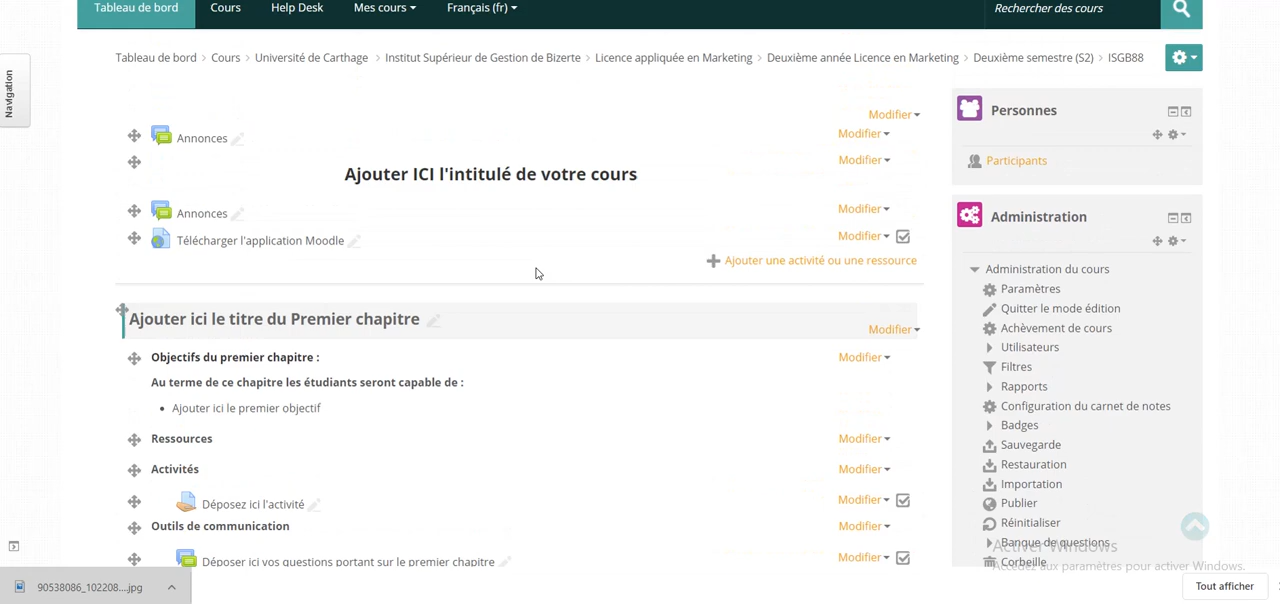 Tableau de bord Cours Help Desk Mes cours Français (fr) Rechercher des cours
Navigation
Tableau de bord > Cours > Université de Carthage > Institut Supérieur de Gestion de Bizerte > Licence appliquée en Marketing > Deuxième année Licence en Marketing > Deuxième semestre (S2) > ISGB88
Modifier
Annonces Modifier
Modifier
Ajouter ICI l'intitulé de votre cours
Annonces Modifier
Télécharger l'application Moodle Modifier
Ajouter une activité ou une ressource
Ajouter ici le titre du Premier chapitre
Modifier
Objectifs du premier chapitre : Modifier
Au terme de ce chapitre les étudiants seront capable de :
• Ajouter ici le premier objectif
Ressources Modifier
Activités Modifier
Déposez ici l'activité Modifier
Outils de communication Modifier
Déposer ici vos questions portant sur le premier chapitre Modifier
Personnes
Participants
Administration
Administration du cours
Paramètres
Quitter le mode édition
Achèvement de cours
Utilisateurs
Filtres
Rapports
Configuration du carnet de notes
Badges
Sauvegarde
Restauration
Importation
Publier
Réinitialiser
Banque de questions
Corbeille
Activer Windows
Accédez aux paramètres pour activer Windows.
90538086_102208....jpg
Tout afficher